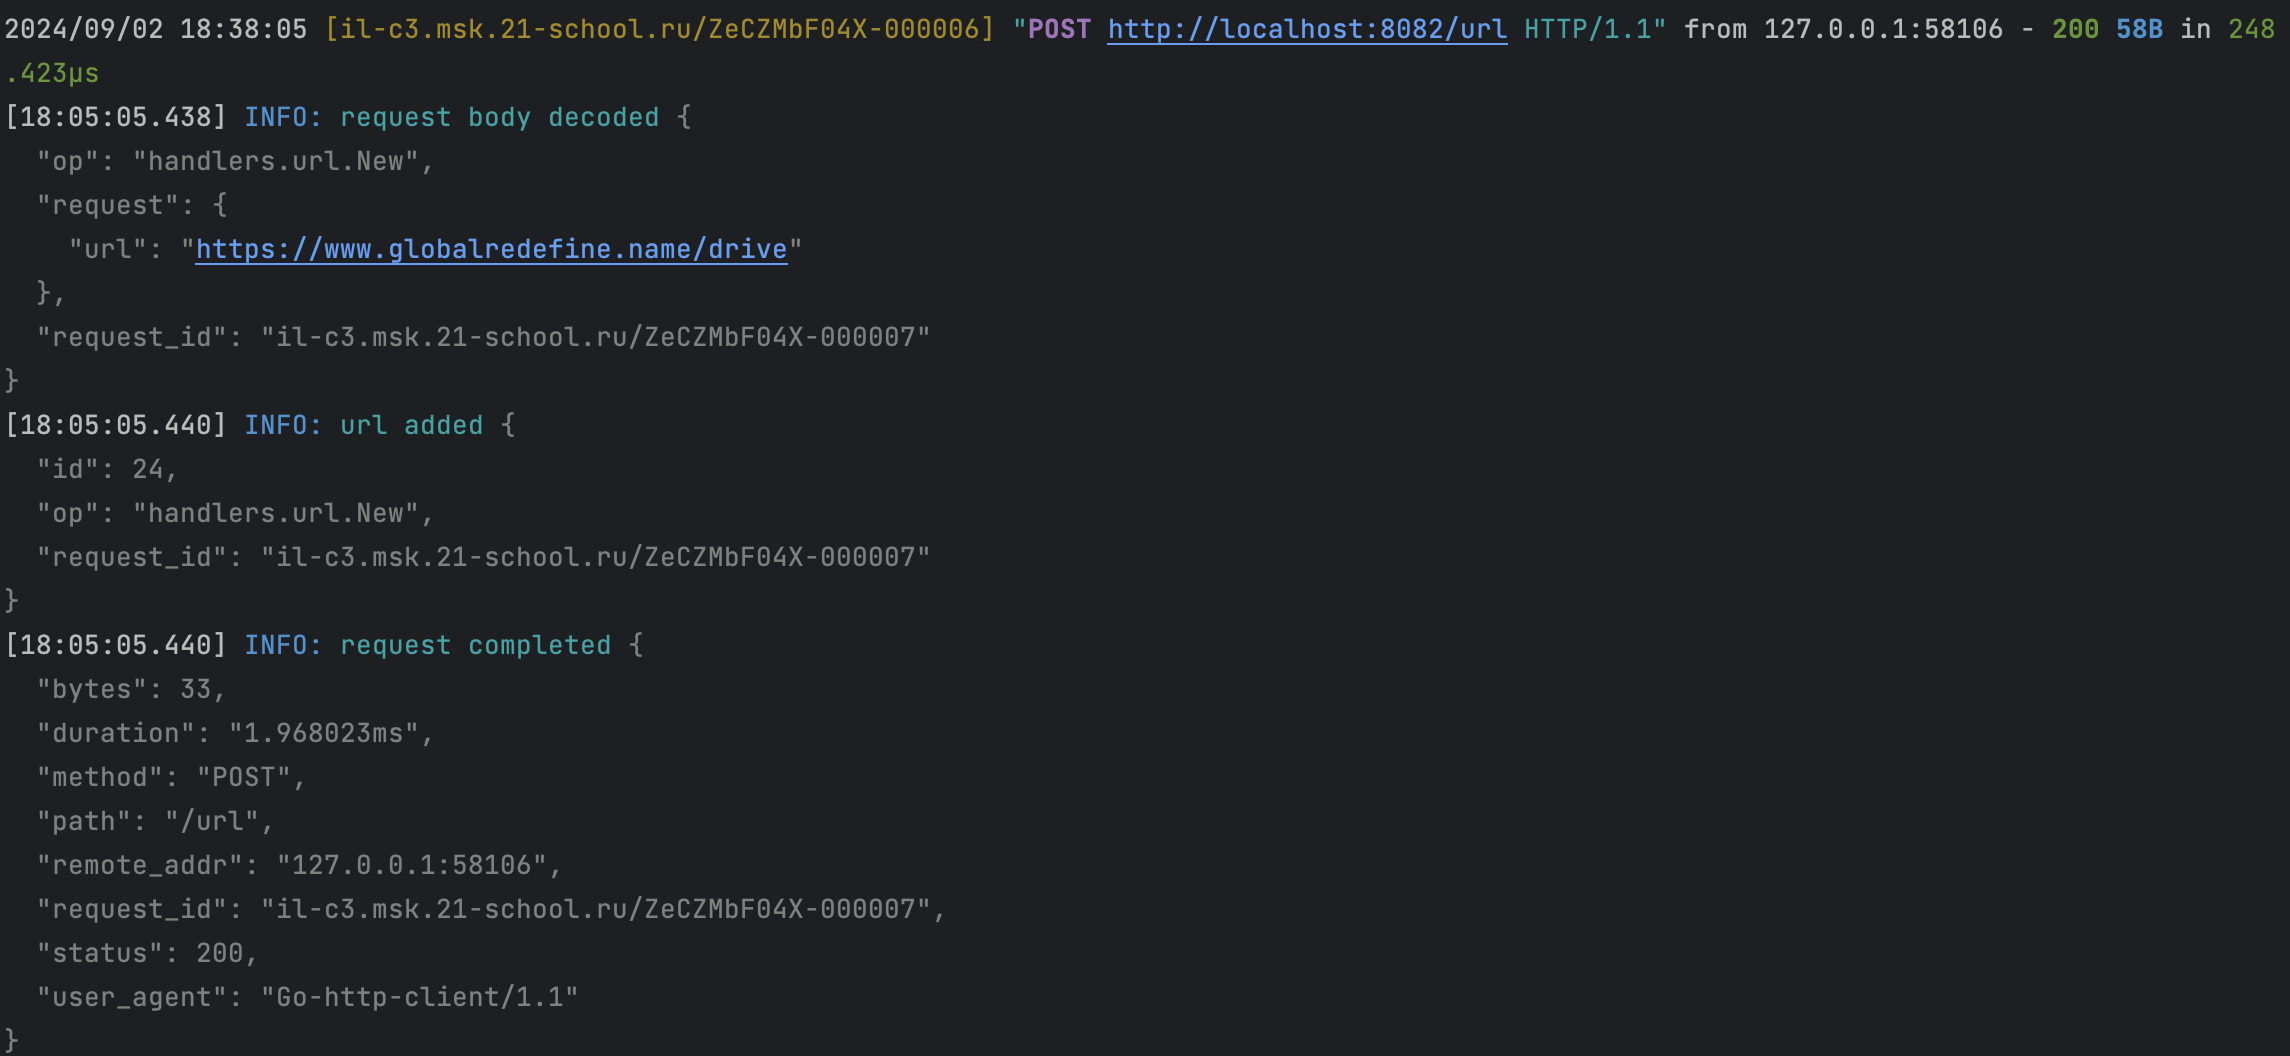 2024/09/02 18:38:05 [il-c3.msk.21-school.ru/ZeCZMbF04X-000006] "POST http://localhost:8082/url HTTP/1.1" from 127.0.0.1:58106 - 200 58B in 248
.423µs
[18:05:05.438] INFO: request body decoded {
  "op": "handlers.url.New",
  "request": {
    "url": "https://www.globalredefine.name/drive"
  },
  "request_id": "il-c3.msk.21-school.ru/ZeCZMbF04X-000007"
}
[18:05:05.440] INFO: url added {
  "id": 24,
  "op": "handlers.url.New",
  "request_id": "il-c3.msk.21-school.ru/ZeCZMbF04X-000007"
}
[18:05:05.440] INFO: request completed {
  "bytes": 33,
  "duration": "1.968023ms",
  "method": "POST",
  "path": "/url",
  "remote_addr": "127.0.0.1:58106",
  "request_id": "il-c3.msk.21-school.ru/ZeCZMbF04X-000007",
  "status": 200,
  "user_agent": "Go-http-client/1.1"
}